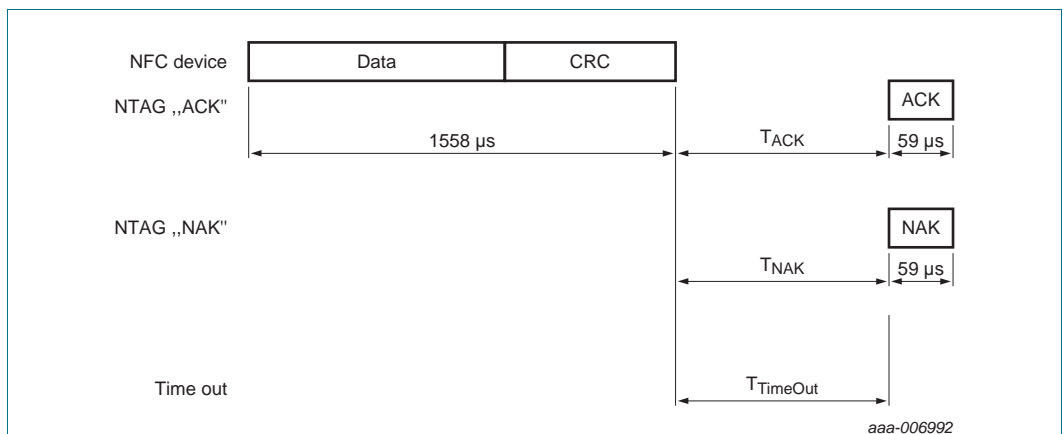 NFC device
Data
CRC
NTAG ,,ACK"
ACK
1558 µs
TACK
59 µs
NTAG ,,NAK"
NAK
TNAK
59 µs
Time out
TTimeOut
aaa-006992